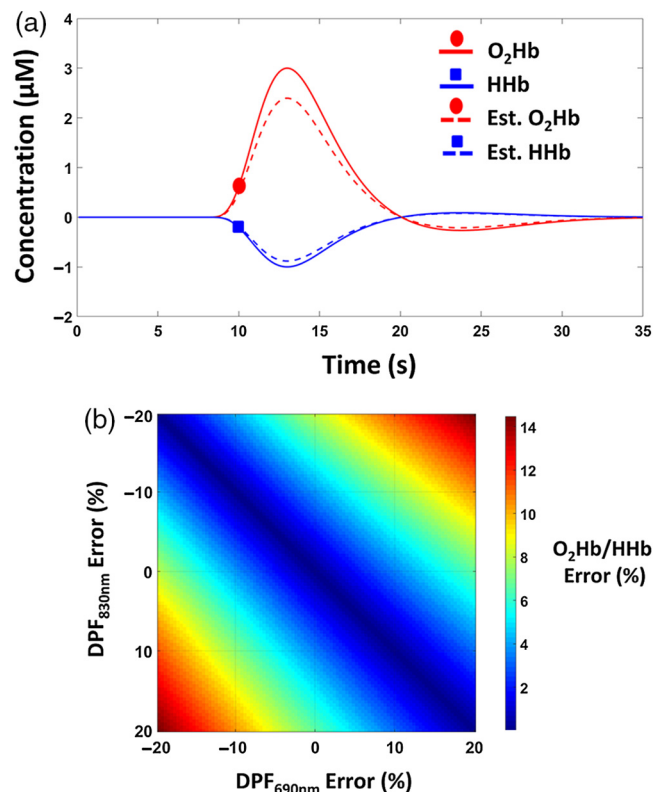 (a)
4
3
2
1
0
−1
−2
Concentration (µM)
O₂Hb
HHb
Est. O₂Hb
Est. HHb
0 5 10 15 20 25 30 35
Time (s)
(b)
−20
−10
0
10
20
DPF₈₃₀nm Error (%)
−20 −10 0 10 20
DPF₆₉₀nm Error (%)
14
12
10
8
6
4
2
O₂Hb/HHb
Error (%)